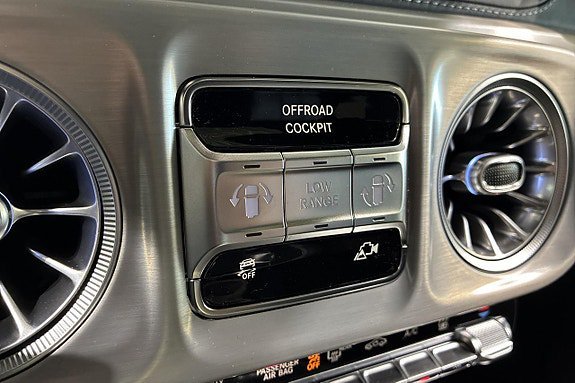 OFFROAD
COCKPIT
LOW
RANGE
OFF
PASSENGER
AIR BAG
OFF
A/C